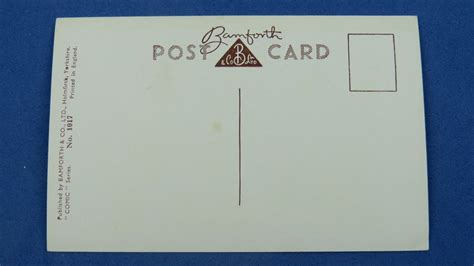 Bamforth
POST CARD
B
& Co Ltd
Published by BAMFORTH & CO., LTD., Holmfirth, Yorkshire.
"COMIC" Series. No. 1017 Printed in England.